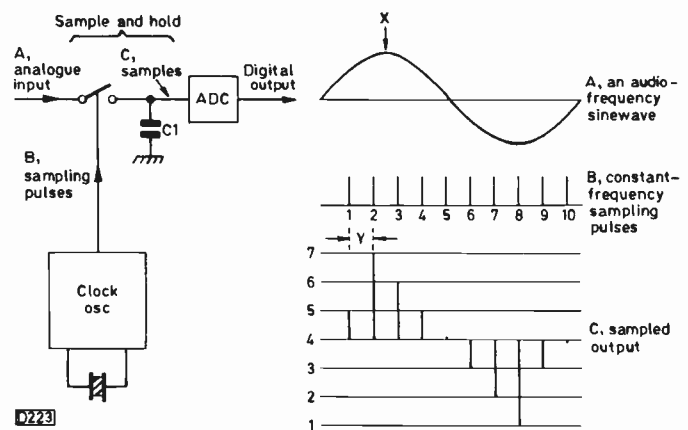 Sample and hold
A,
analogue
input
C,
samples
ADC
Digital
output
C1
B,
sampling
pulses
Clock
osc
D223
X
A, an audio-
frequency
sinewave
B, constant-
frequency
sampling
pulses
1 2 3 4 5 6 7 8 9 10
Y
7
6
5
4
3
2
1
C, sampled
output